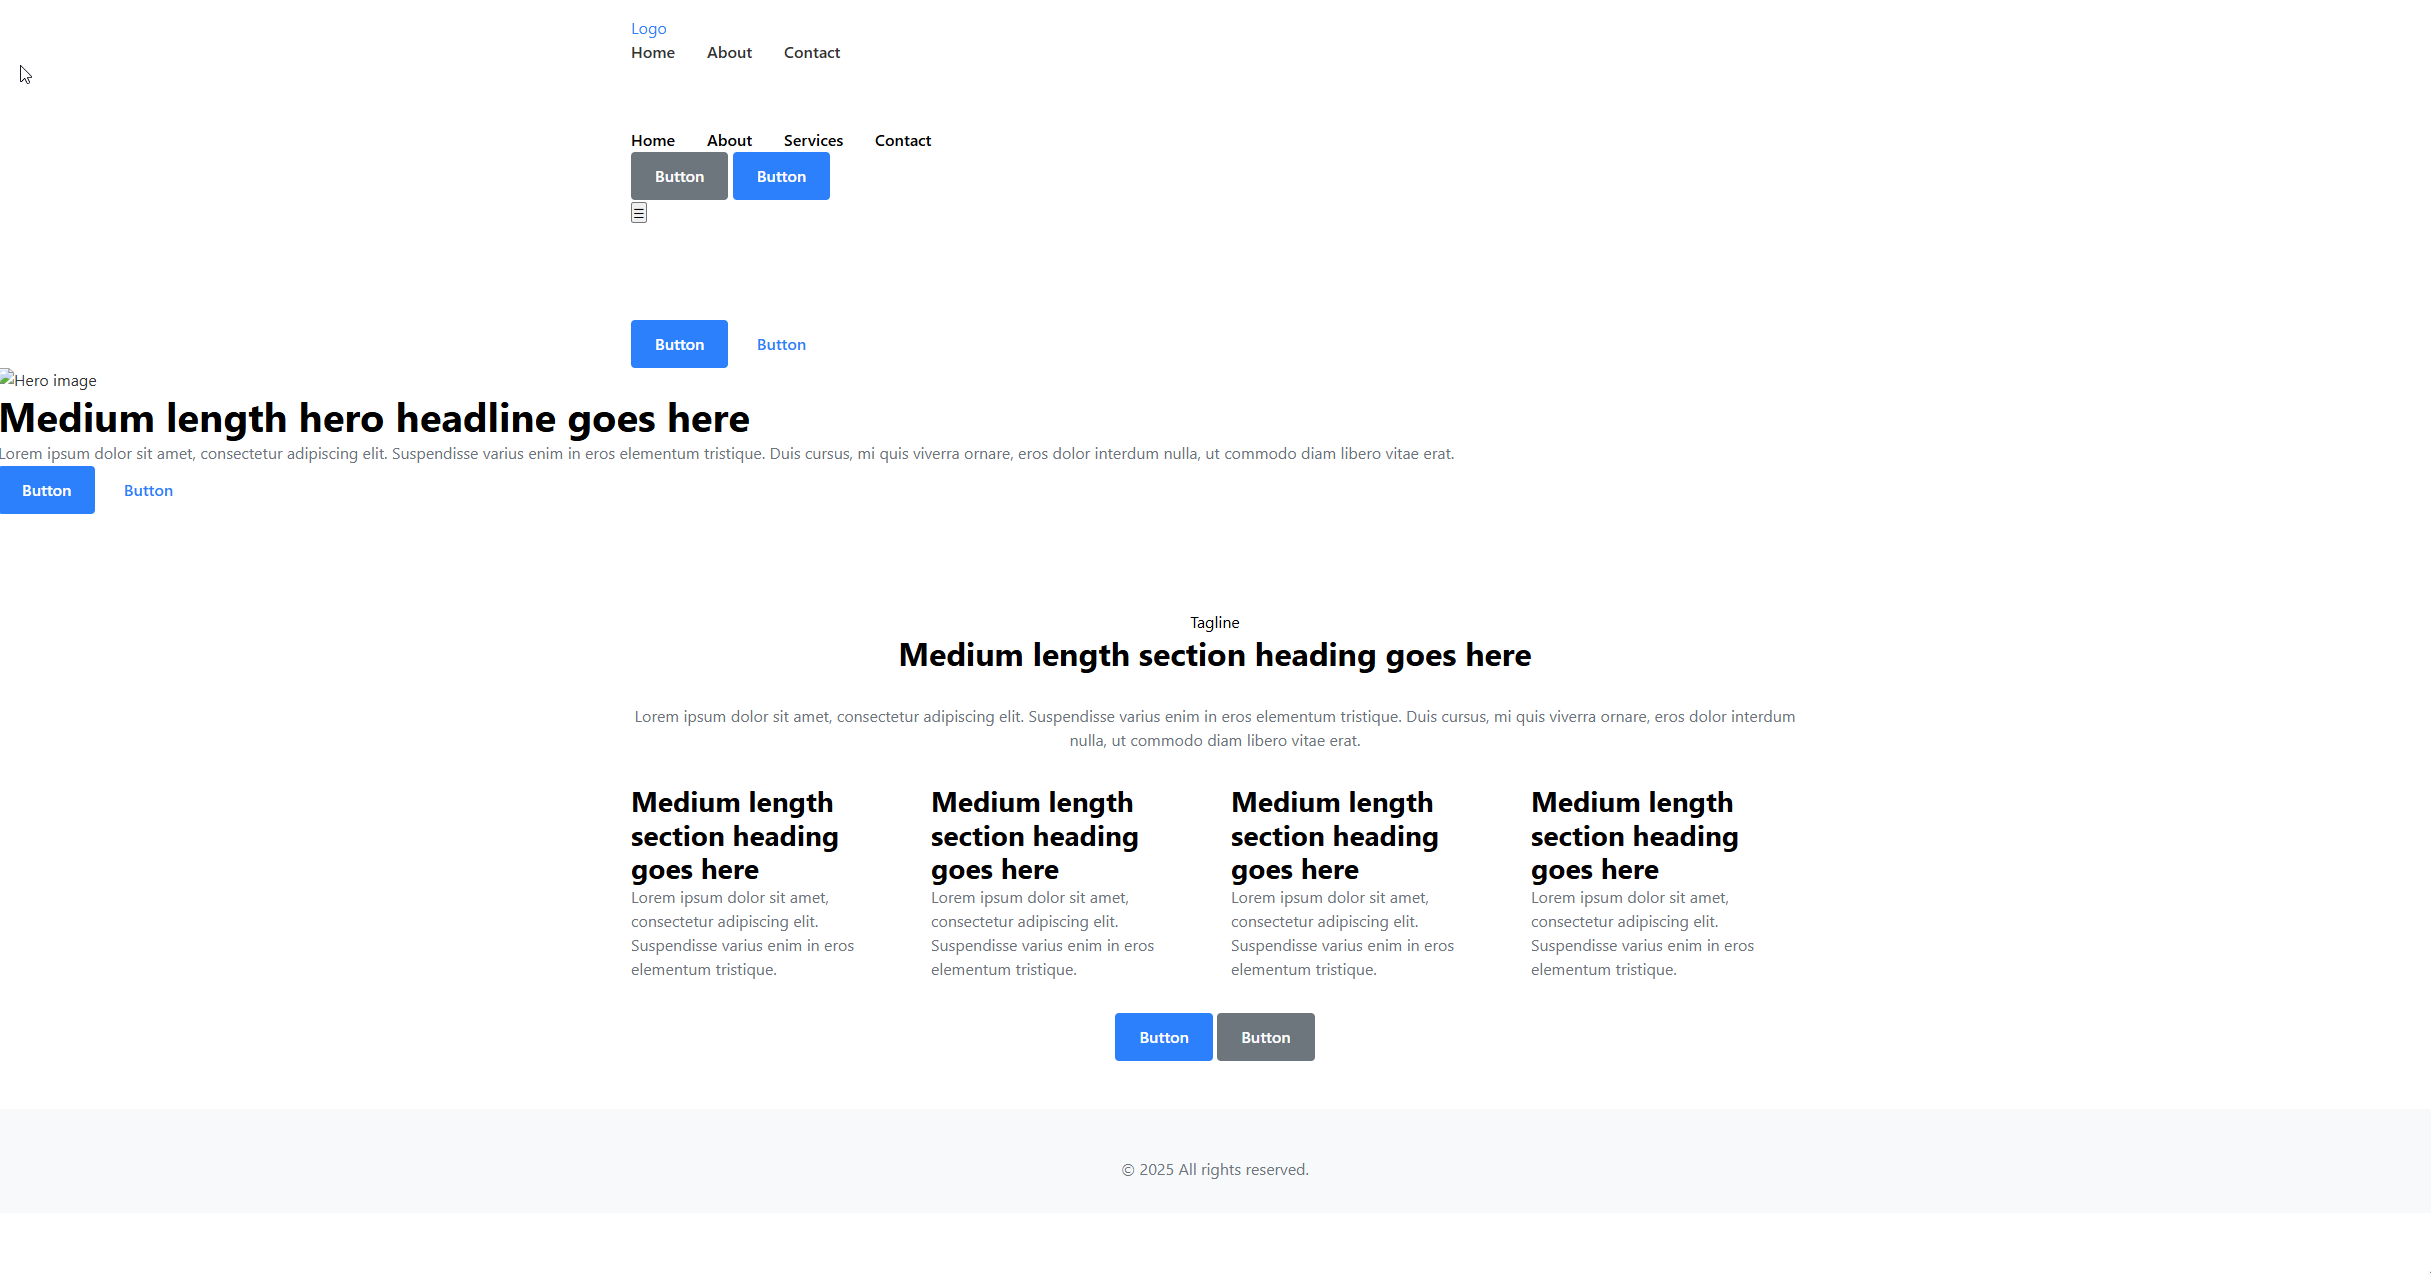 Logo
Home About Contact
Home About Services Contact
Button Button
☰
Button Button
Hero image
Medium length hero headline goes here
Lorem ipsum dolor sit amet, consectetur adipiscing elit. Suspendisse varius enim in eros elementum tristique. Duis cursus, mi quis viverra ornare, eros dolor interdum nulla, ut commodo diam libero vitae erat.
Button Button
Tagline
Medium length section heading goes here
Lorem ipsum dolor sit amet, consectetur adipiscing elit. Suspendisse varius enim in eros elementum tristique. Duis cursus, mi quis viverra ornare, eros dolor interdum
nulla, ut commodo diam libero vitae erat.
Medium length
section heading
goes here
Lorem ipsum dolor sit amet,
consectetur adipiscing elit.
Suspendisse varius enim in eros
elementum tristique.
Medium length
section heading
goes here
Lorem ipsum dolor sit amet,
consectetur adipiscing elit.
Suspendisse varius enim in eros
elementum tristique.
Medium length
section heading
goes here
Lorem ipsum dolor sit amet,
consectetur adipiscing elit.
Suspendisse varius enim in eros
elementum tristique.
Medium length
section heading
goes here
Lorem ipsum dolor sit amet,
consectetur adipiscing elit.
Suspendisse varius enim in eros
elementum tristique.
Button Button
© 2025 All rights reserved.